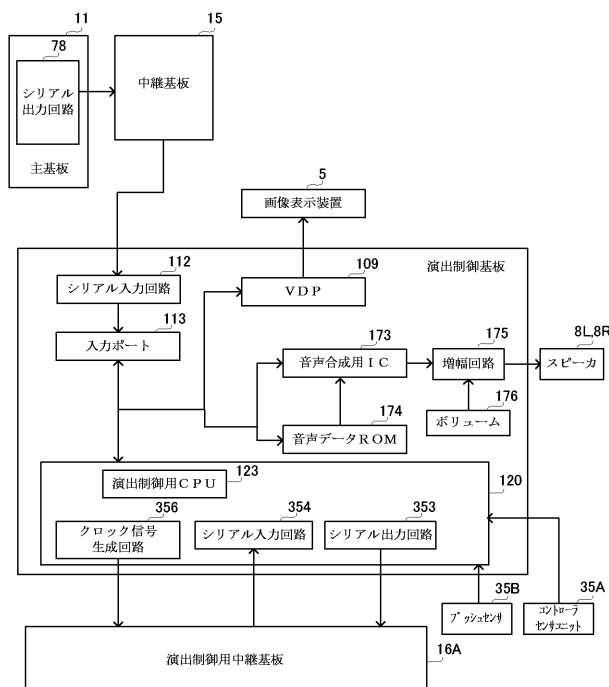 11
78
シリアル
出力回路
主基板
15
中継基板
5
画像表示装置
演出制御基板
112
シリアル入力回路
109
ＶＤＰ
113
入力ポート
173
音声合成用ＩＣ
175
増幅回路
8L,8R
スピーカ
174
音声データＲＯＭ
176
ボリューム
123
演出制御用ＣＰＵ
120
356
クロック信号
生成回路
354
シリアル入力回路
353
シリアル出力回路
35B
ﾌﾟｯｼｭｾﾝｻ
35A
ｺﾝﾄﾛｰﾗ
ｾﾝｻﾕﾆｯﾄ
演出制御用中継基板
16A